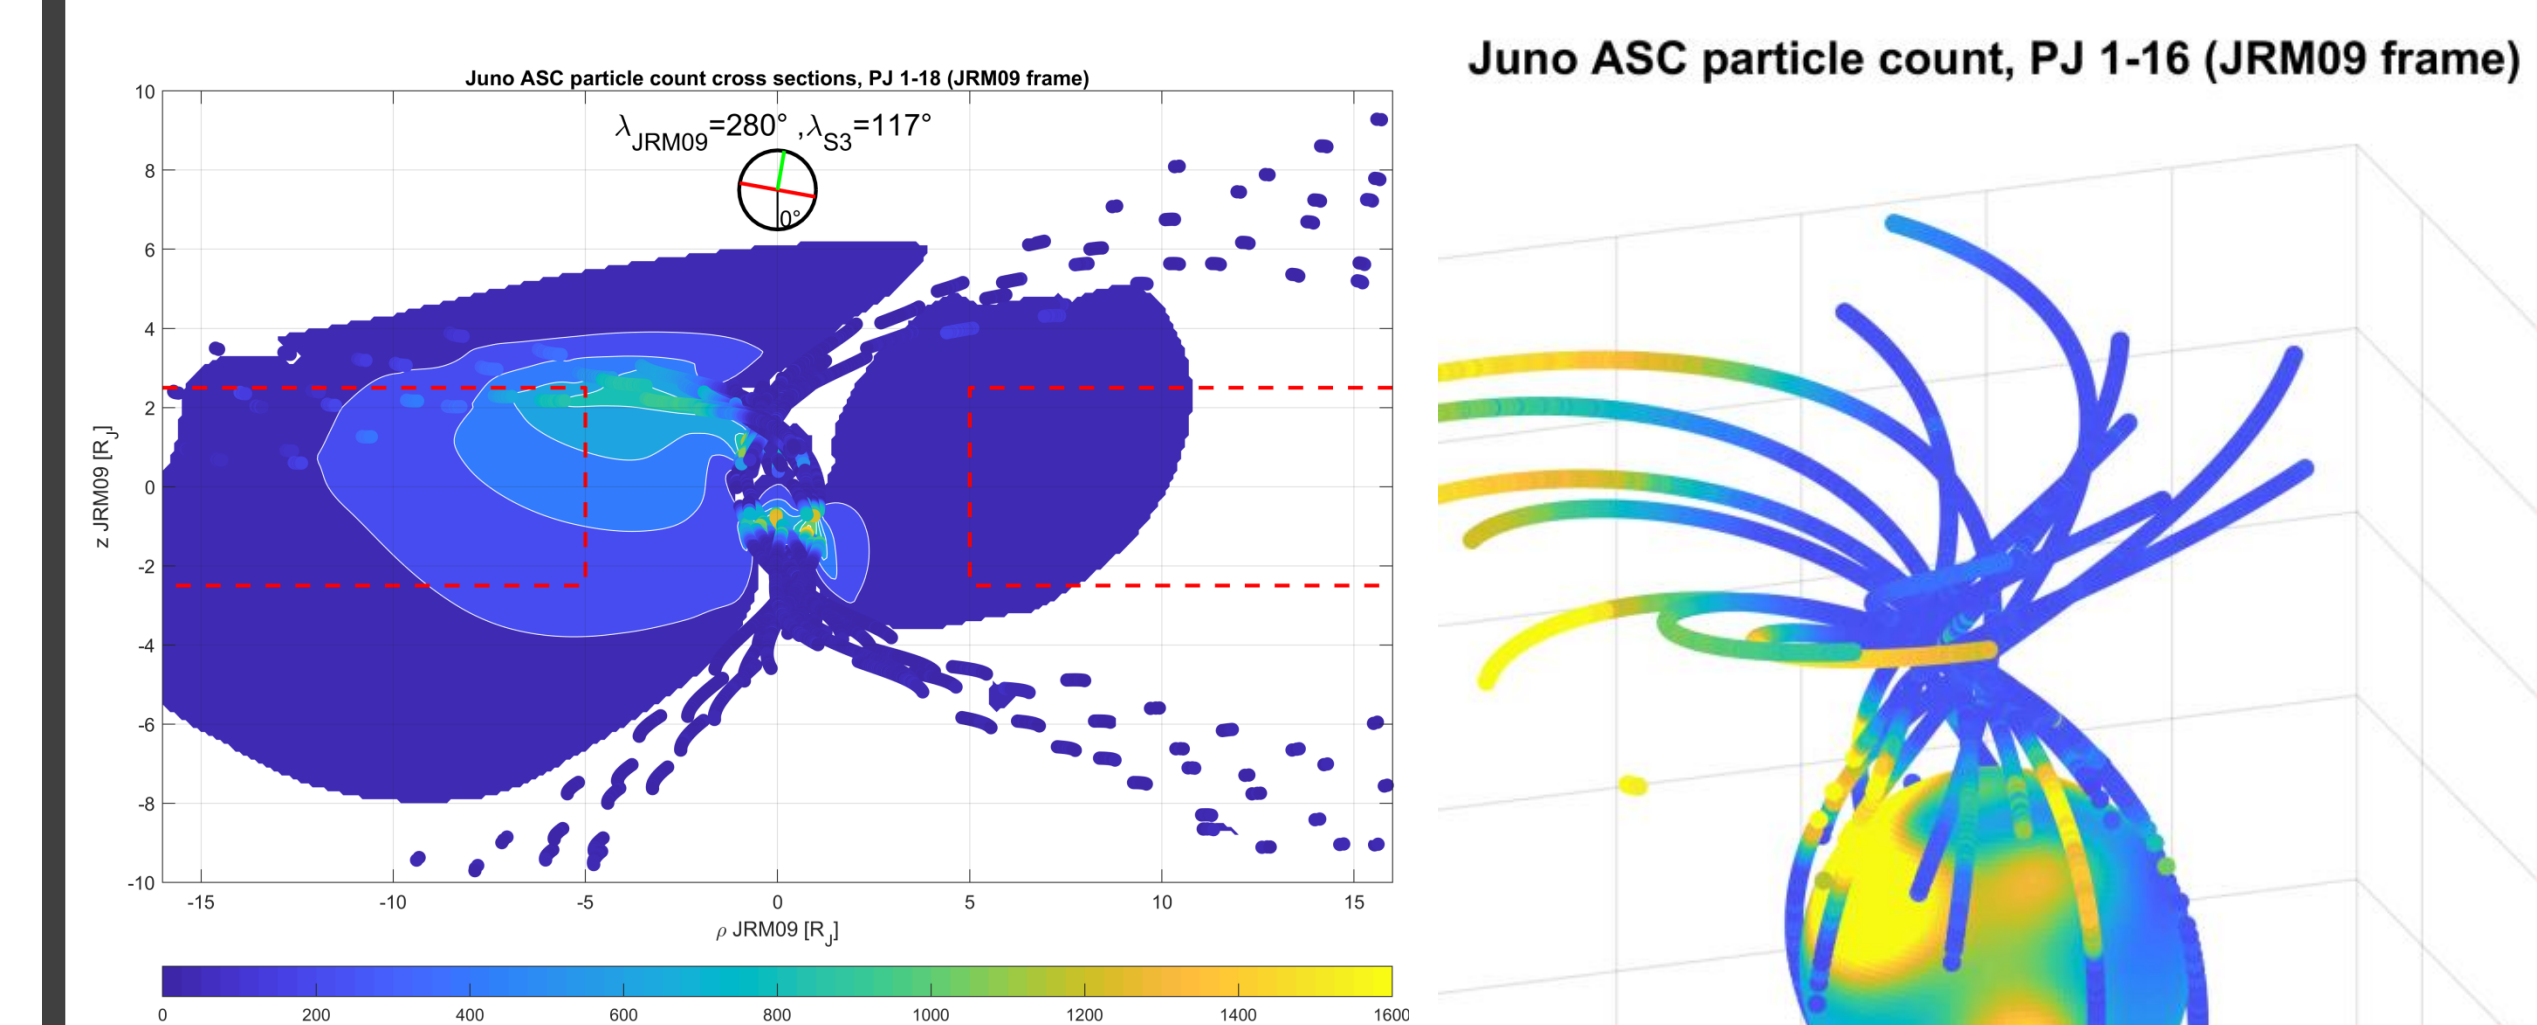 Juno ASC particle count cross sections, PJ 1-18 (JRM09 frame)
λJRM09=280° ,λS3=117°
0°
10
8
6
4
2
0
-2
-4
-6
-8
-10
z JRM09 [RJ]
-15 -10 -5 0 5 10 15
ρ JRM09 [RJ]
0 200 400 600 800 1000 1200 1400 1600
Juno ASC particle count, PJ 1-16 (JRM09 frame)